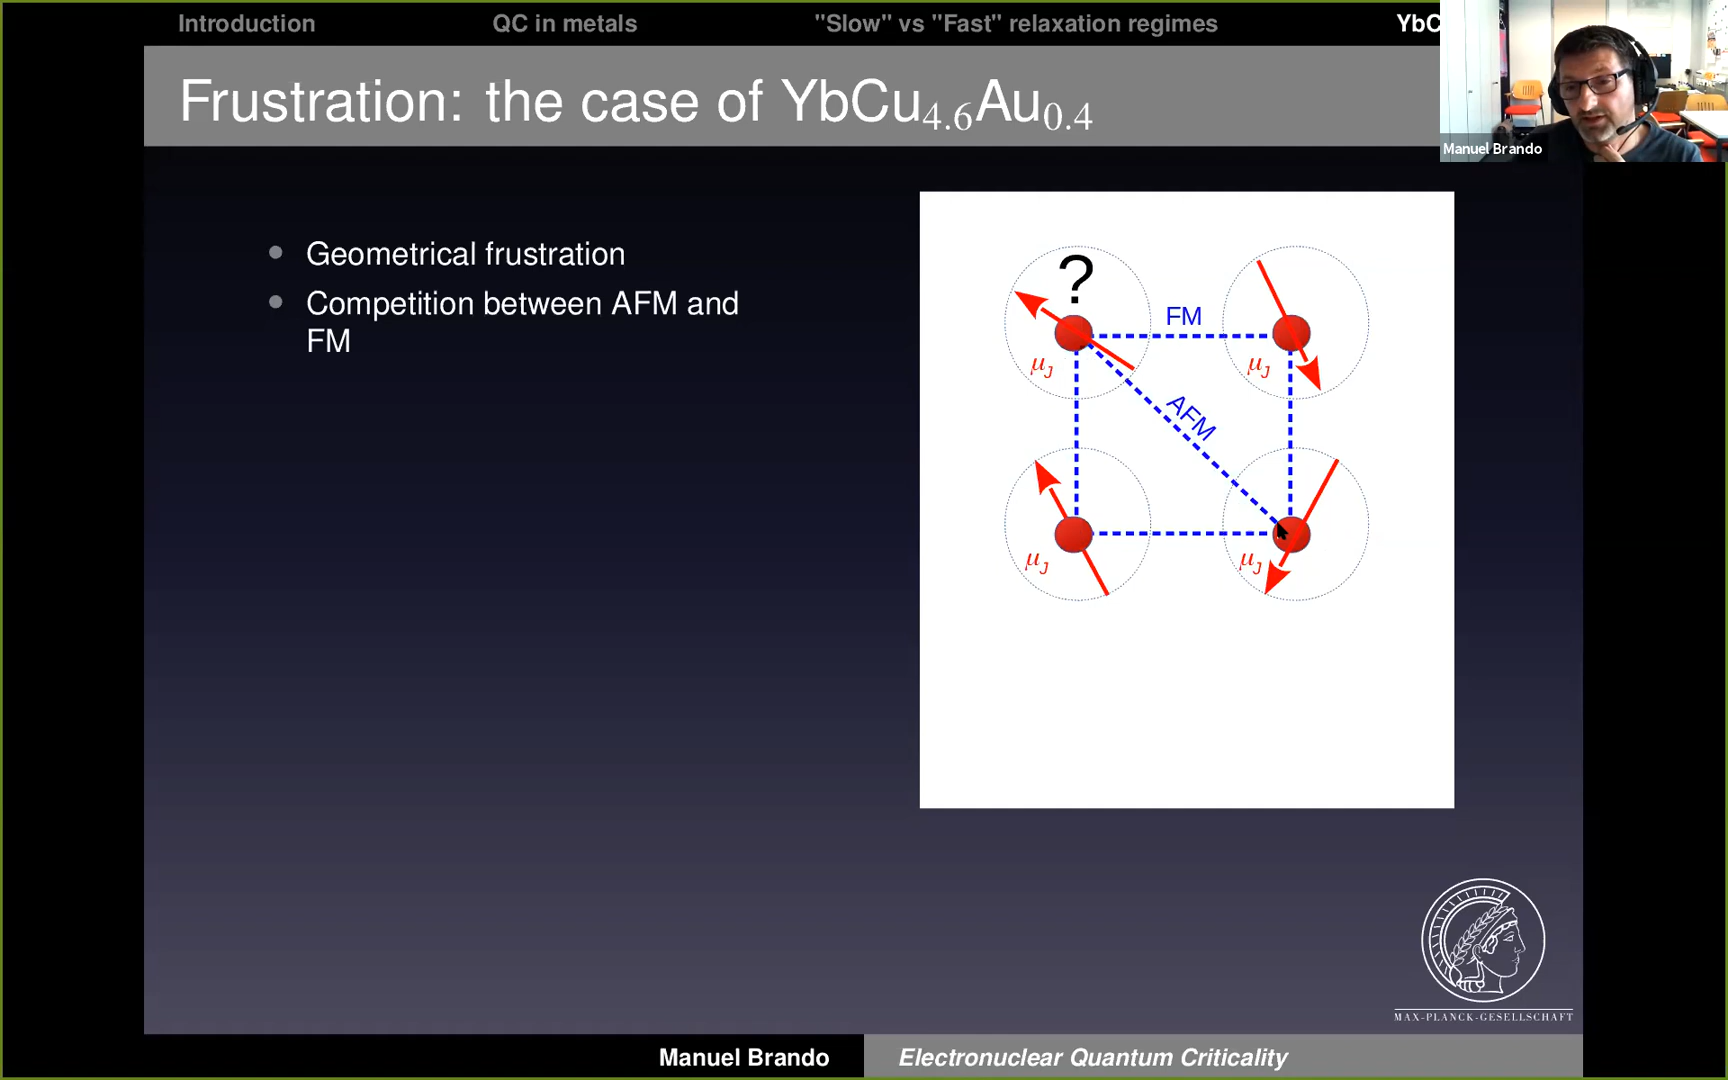 Introduction QC in metals "Slow" vs "Fast" relaxation regimes YbC
Frustration: the case of YbCu4.6Au0.4
Manuel Brando
• Geometrical frustration
• Competition between AFM and
FM
?
FM
μJ μJ
AFM
μJ μJ
MAX-PLANCK-GESELLSCHAFT
Manuel Brando Electronuclear Quantum Criticality